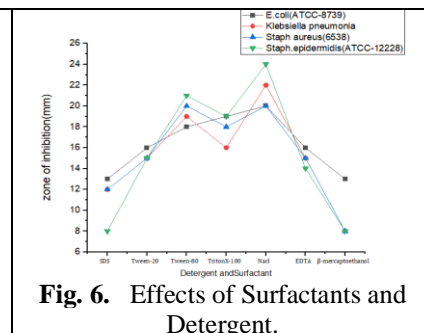 E.coli(ATCC-8739)
Klebsiella pneumonia
Staph aureus(6538)
Staph.epidermidis(ATCC-12228)
26
24
22
20
18
16
14
12
10
8
6
zone of inhibition(mm)
SDS Tween-20 Tween-80 TritonX-100 Nacl EDTA β-mercaptoethanol
Detergent andSurfactant
Fig. 6. Effects of Surfactants and
Detergent.